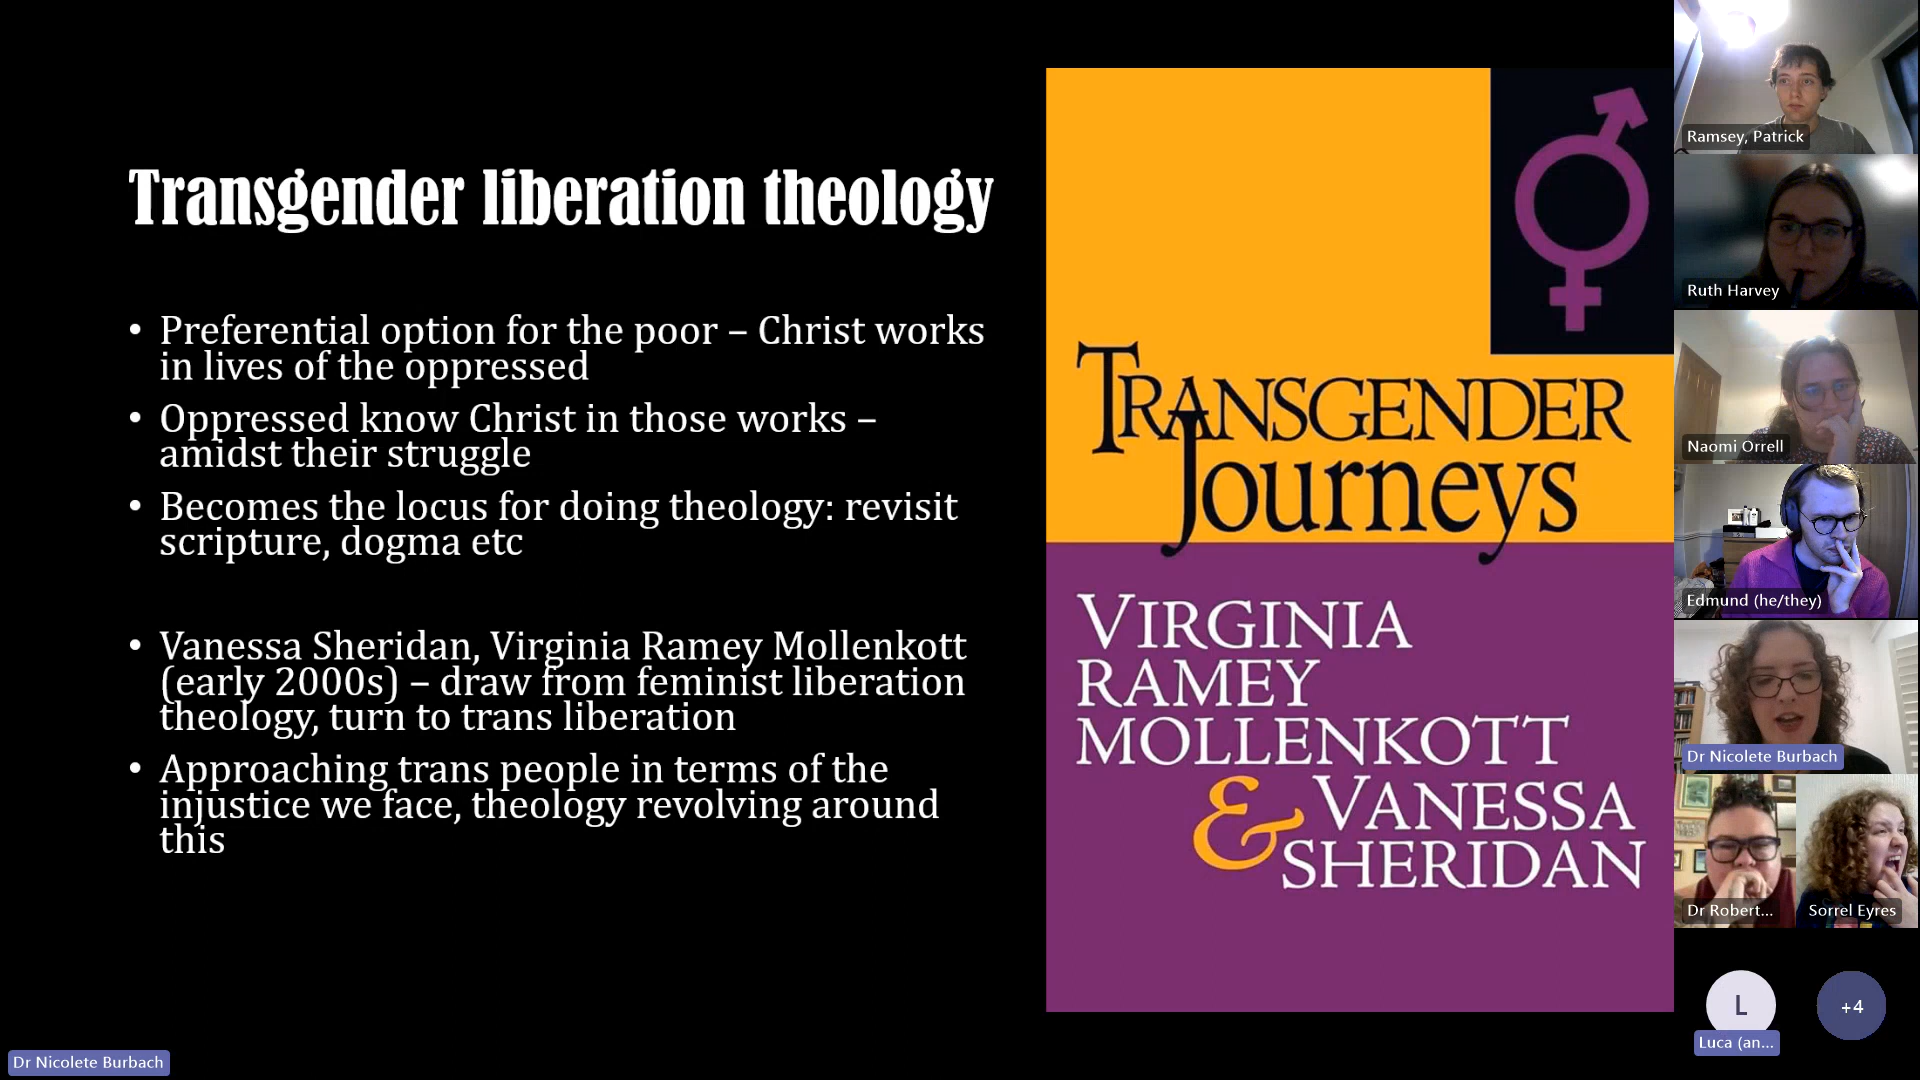 Transgender liberation theology
• Preferential option for the poor – Christ works
in lives of the oppressed
• Oppressed know Christ in those works –
amidst their struggle
• Becomes the locus for doing theology: revisit
scripture, dogma etc
• Vanessa Sheridan, Virginia Ramey Mollenkott
(early 2000s) – draw from feminist liberation
theology, turn to trans liberation
• Approaching trans people in terms of the
injustice we face, theology revolving around
this
TRANSGENDER
JOURNEYS
VIRGINIA
RAMEY
MOLLENKOTT
& VANESSA
SHERIDAN
Ramsey, Patrick
Ruth Harvey
Naomi Orrell
Edmund (he/they)
Dr Nicolete Burbach
Dr Robert...
Sorrel Eyres
L
+4
Luca (an...
Dr Nicolete Burbach